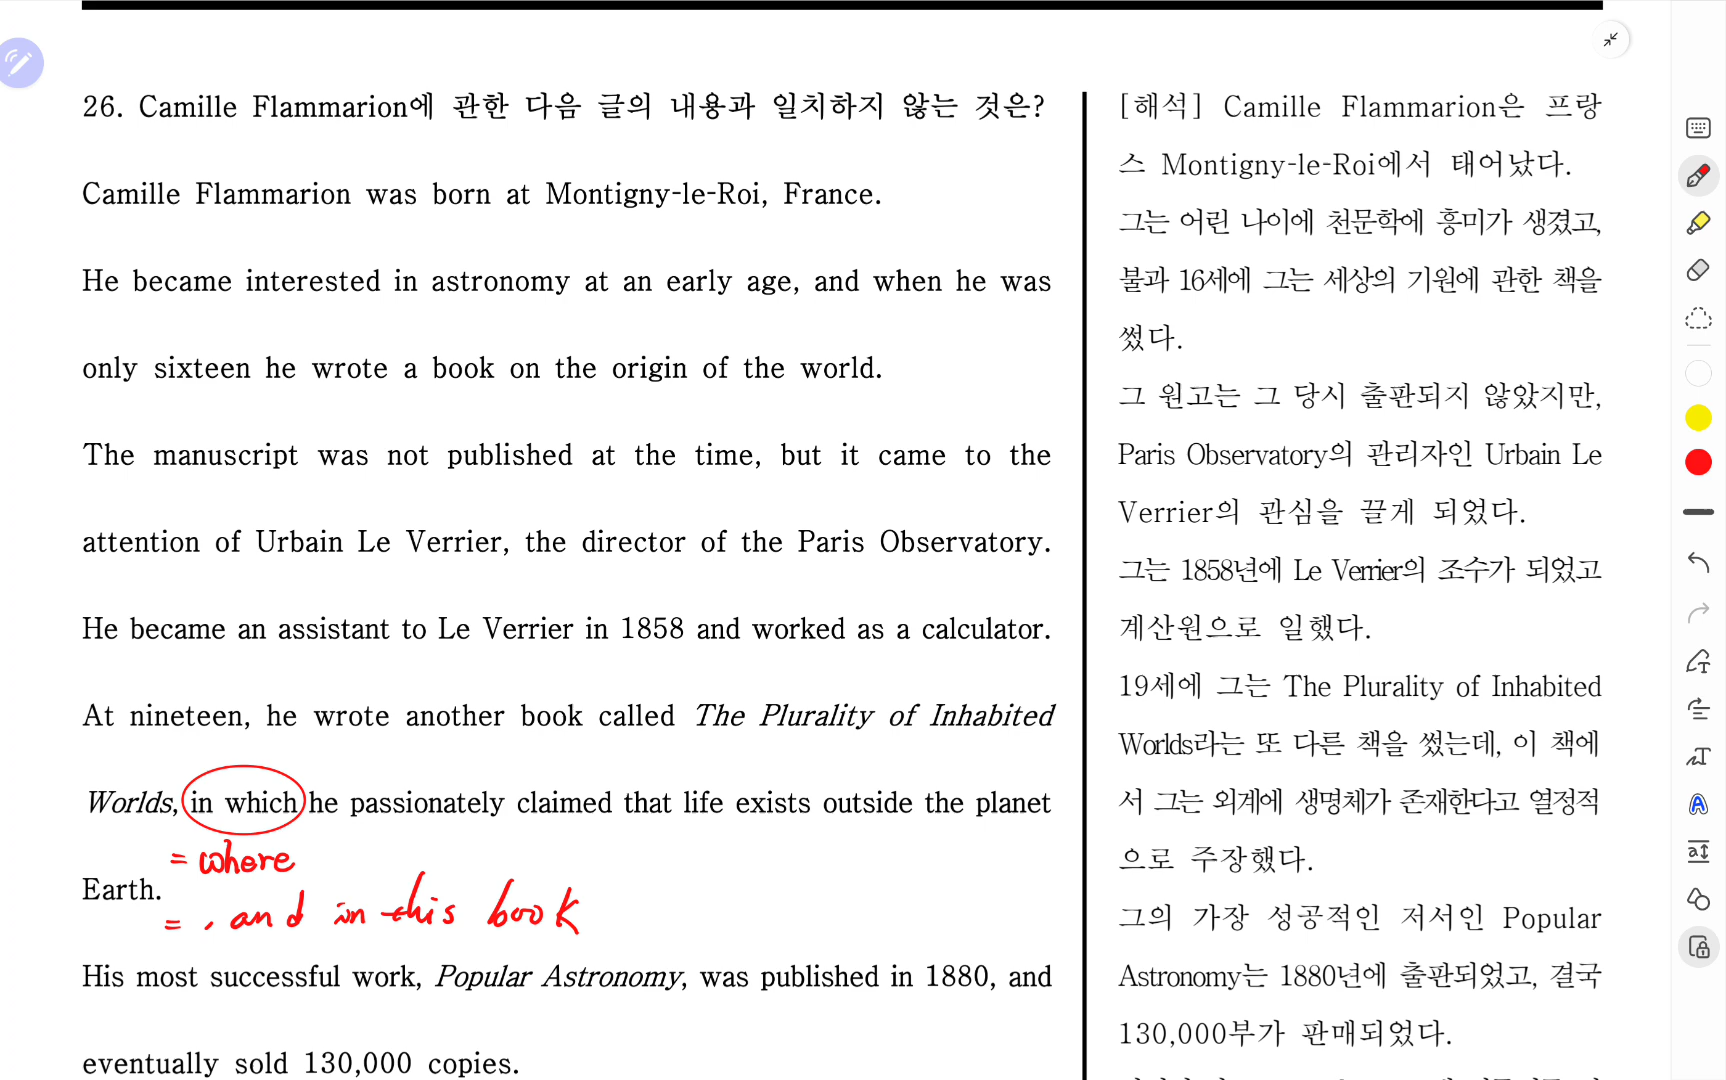 26. Camille Flammarion에 관한 다음 글의 내용과 일치하지 않는 것은?
Camille Flammarion was born at Montigny-le-Roi, France.
He became interested in astronomy at an early age, and when he was
only sixteen he wrote a book on the origin of the world.
The manuscript was not published at the time, but it came to the
attention of Urbain Le Verrier, the director of the Paris Observatory.
He became an assistant to Le Verrier in 1858 and worked as a calculator.
At nineteen, he wrote another book called The Plurality of Inhabited
Worlds, in which he passionately claimed that life exists outside the planet
= where
Earth.
= , and in this book
His most successful work, Popular Astronomy, was published in 1880, and
eventually sold 130,000 copies.
[해석] Camille Flammarion은 프랑
스 Montigny-le-Roi에서 태어났다.
그는 어린 나이에 천문학에 흥미가 생겼고,
불과 16세에 그는 세상의 기원에 관한 책을
썼다.
그 원고는 그 당시 출판되지 않았지만,
Paris Observatory의 관리자인 Urbain Le
Verrier의 관심을 끌게 되었다.
그는 1858년에 Le Verrier의 조수가 되었고
계산원으로 일했다.
19세에 그는 The Plurality of Inhabited
Worlds라는 또 다른 책을 썼는데, 이 책에
서 그는 외계에 생명체가 존재한다고 열정적
으로 주장했다.
그의 가장 성공적인 저서인 Popular
Astronomy는 1880년에 출판되었고, 결국
130,000부가 판매되었다.